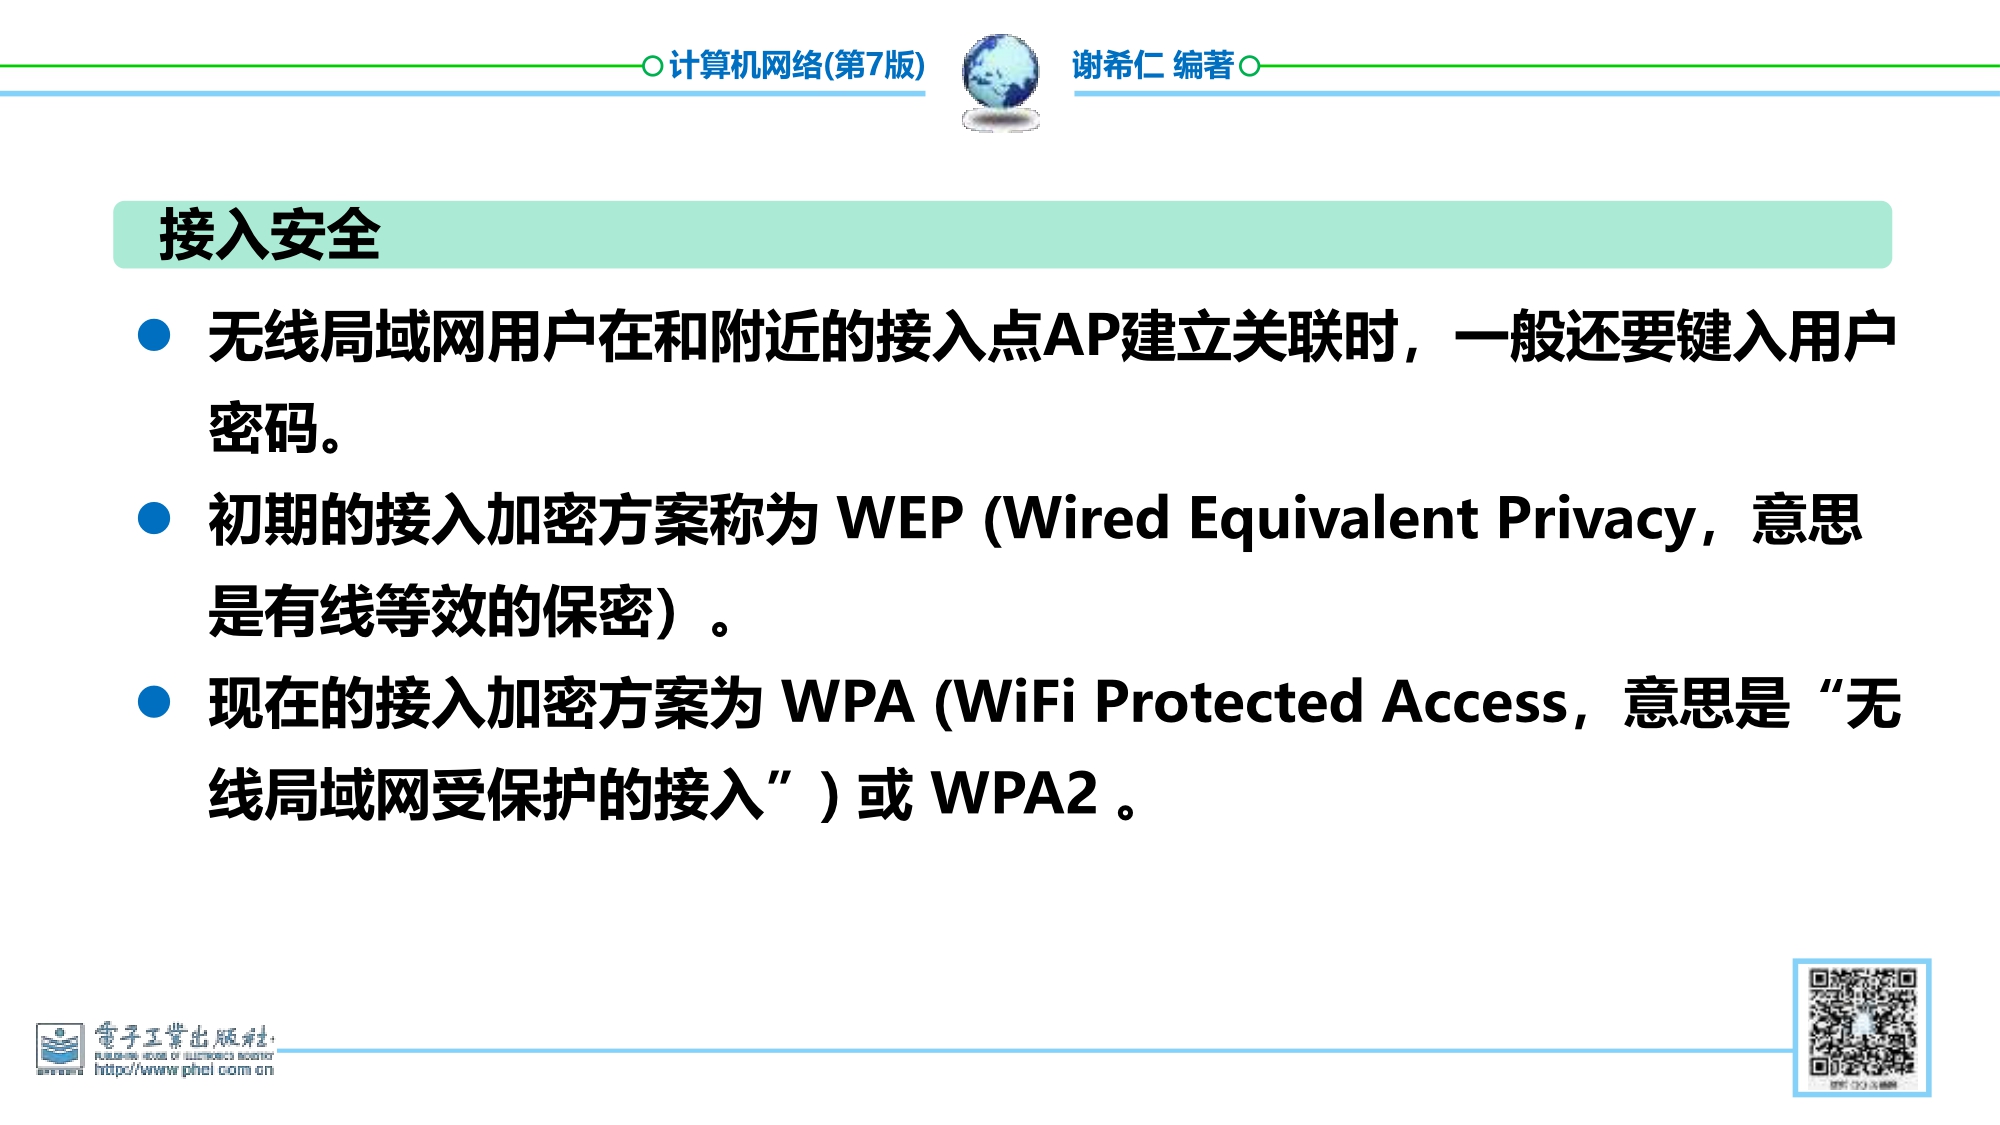 计算机网络(第7版) 谢希仁 编著
接入安全
无线局域网用户在和附近的接入点AP建立关联时，一般还要键入用户
密码。
初期的接入加密方案称为 WEP (Wired Equivalent Privacy，意思
是有线等效的保密）。
现在的接入加密方案为 WPA (WiFi Protected Access，意思是“无
线局域网受保护的接入”) 或 WPA2 。
電子工業出版社
PUBLISHING HOUSE OF ELECTRONICS INDUSTRY
http://www.phei.com.cn